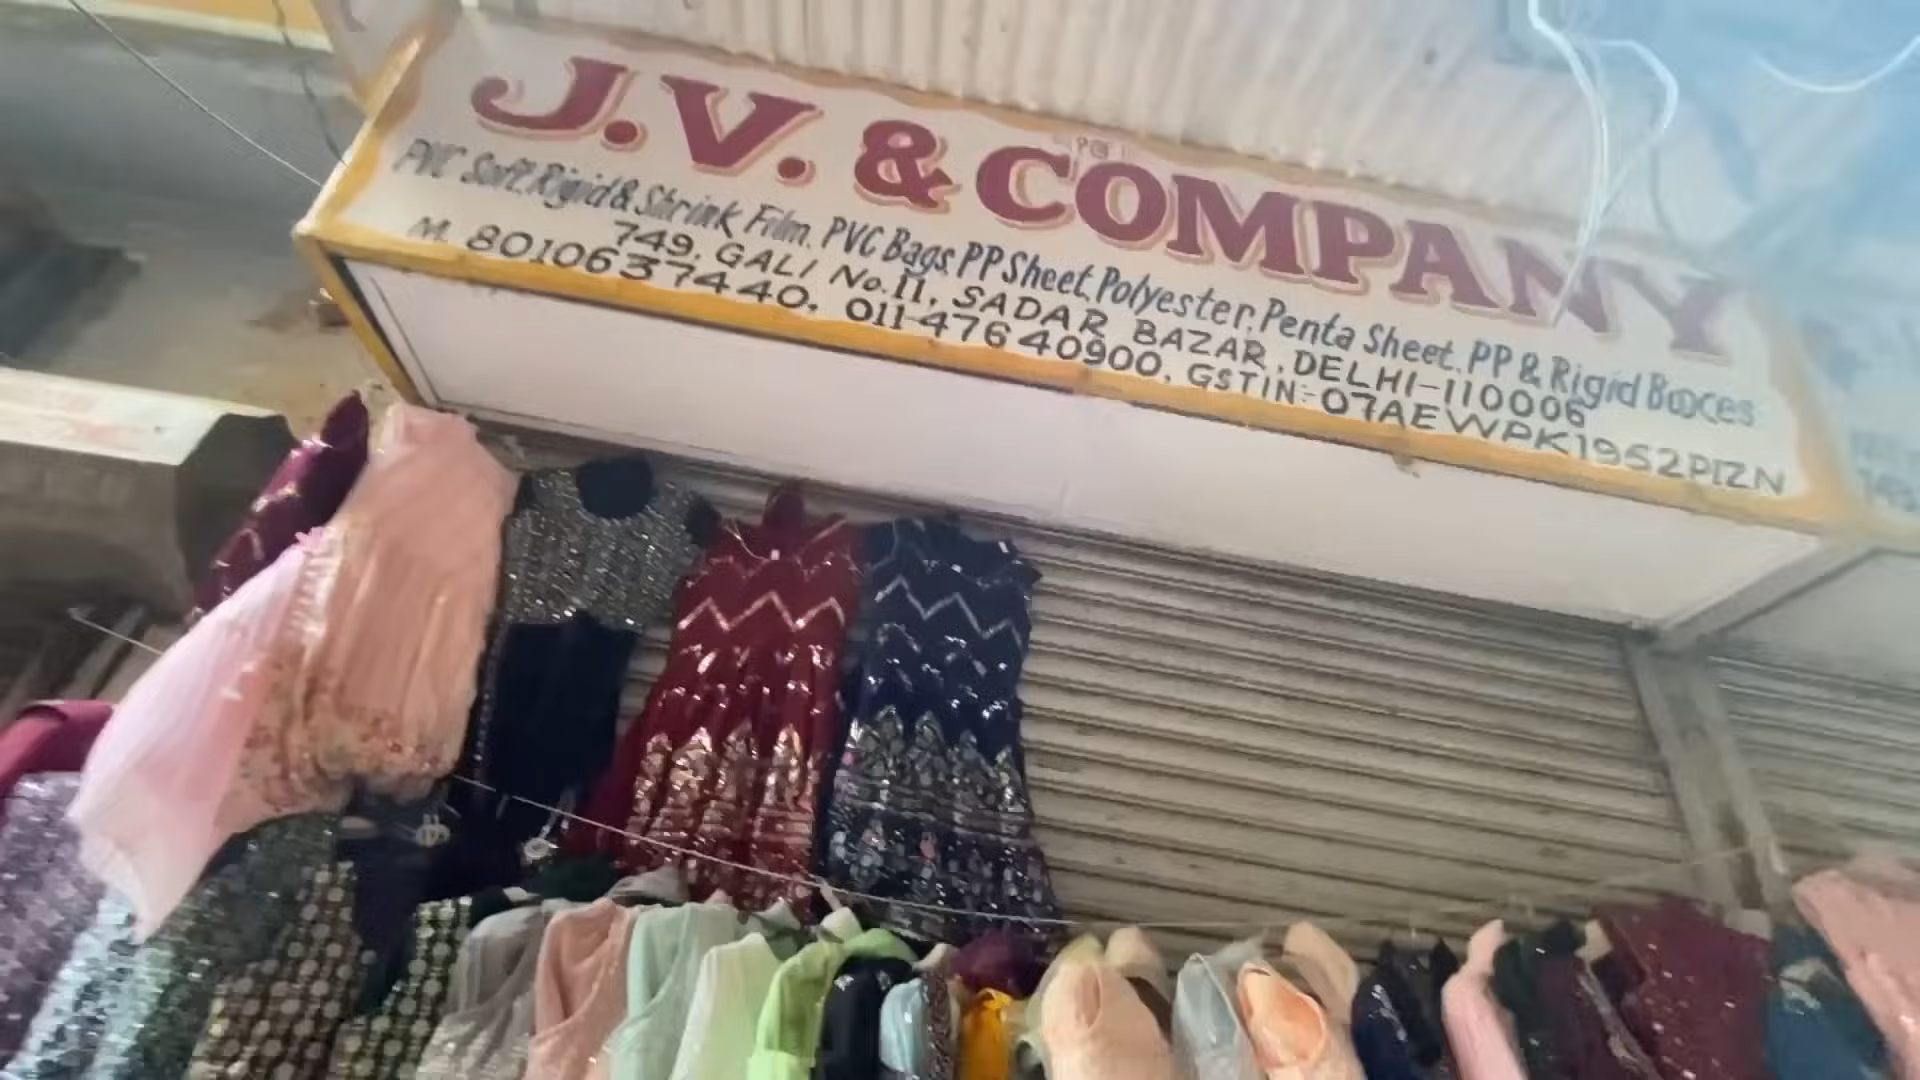 J.V. & COMPANY
PVC Soft, Rigid & Shrink Film, PVC Bags, PP Sheet, Polyester, Penta Sheet, PP & Rigid Booces
749, GALI No. 11, SADAR BAZAR, DELHI-110006
M. 8010637440, 011-47640900, GSTIN:-07AEWPK1952P1ZN